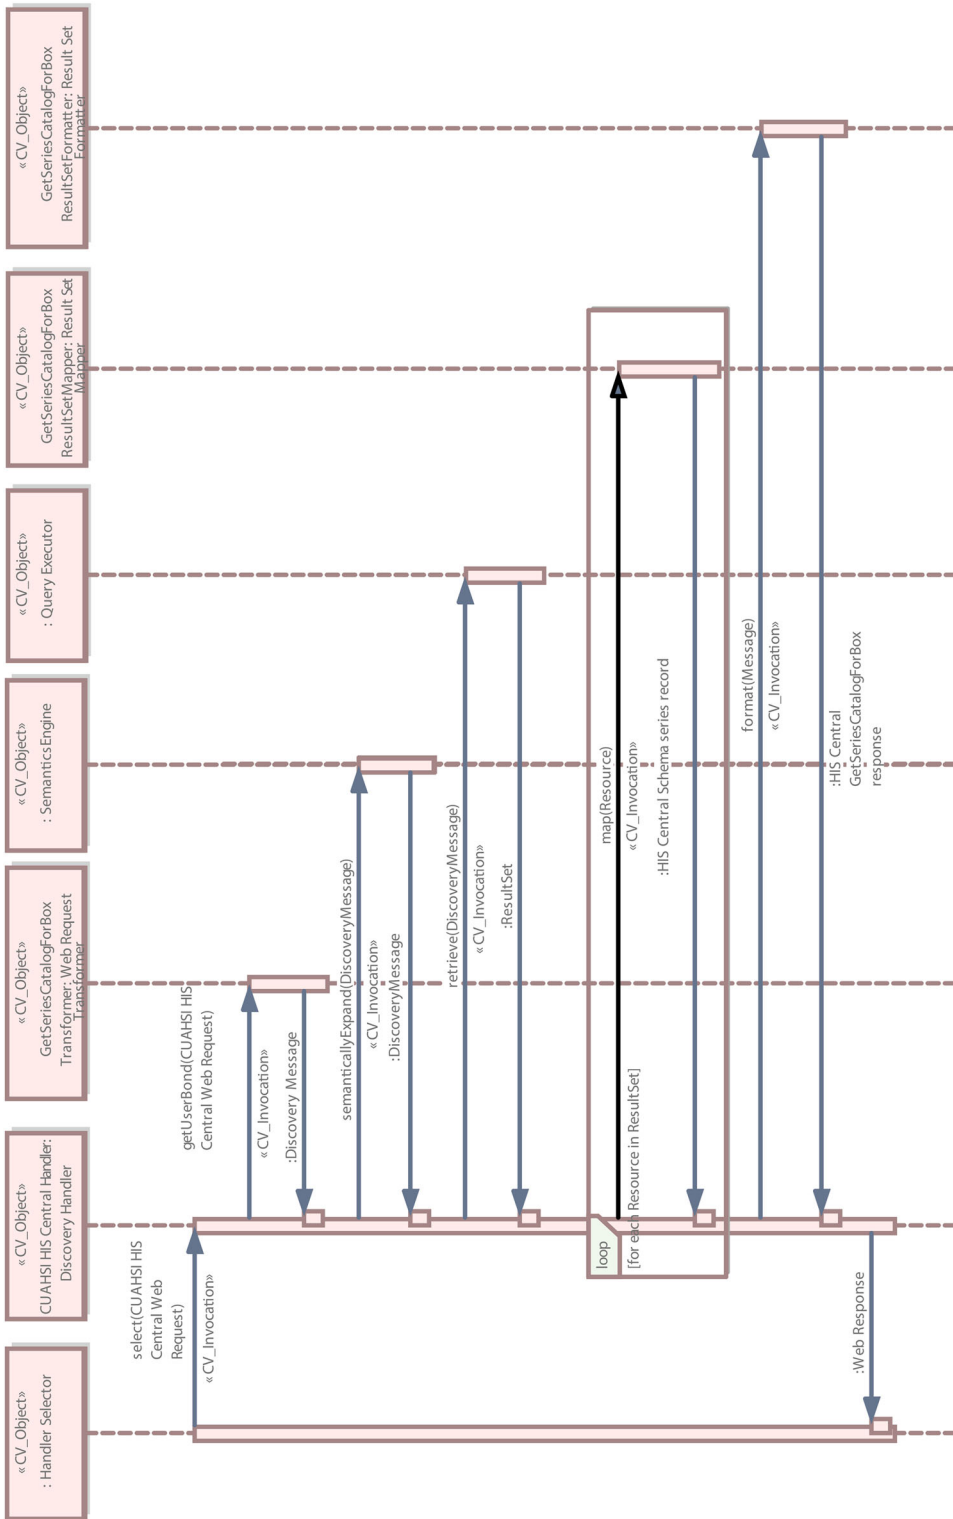 «CV_Object»
: Handler Selector
«CV_Object»
CUAHSI HIS Central Handler:
Discovery Handler
«CV_Object»
GetSeriesCatalogForBox
Transformer: Web Request
Transformer
«CV_Object»
: SemanticsEngine
«CV_Object»
: Query Executor
«CV_Object»
GetSeriesCatalogForBox
ResultSetMapper: Result Set
Mapper
«CV_Object»
GetSeriesCatalogForBox
ResultSetFormatter: Result Set
Formatter
select(CUAHSI HIS
Central Web
Request)
«CV_Invocation»
getUserBond(CUAHSI HIS
Central Web Request)
«CV_Invocation»
:Discovery Message
semanticallyExpand(DiscoveryMessage)
«CV_Invocation»
:DiscoveryMessage
retrieve(DiscoveryMessage)
«CV_Invocation»
:ResultSet
loop
[for each Resource in ResultSet]
map(Resource)
«CV_Invocation»
:HIS Central Schema series record
format(Message)
«CV_Invocation»
:HIS Central
GetSeriesCatalogForBox
response
:Web Response